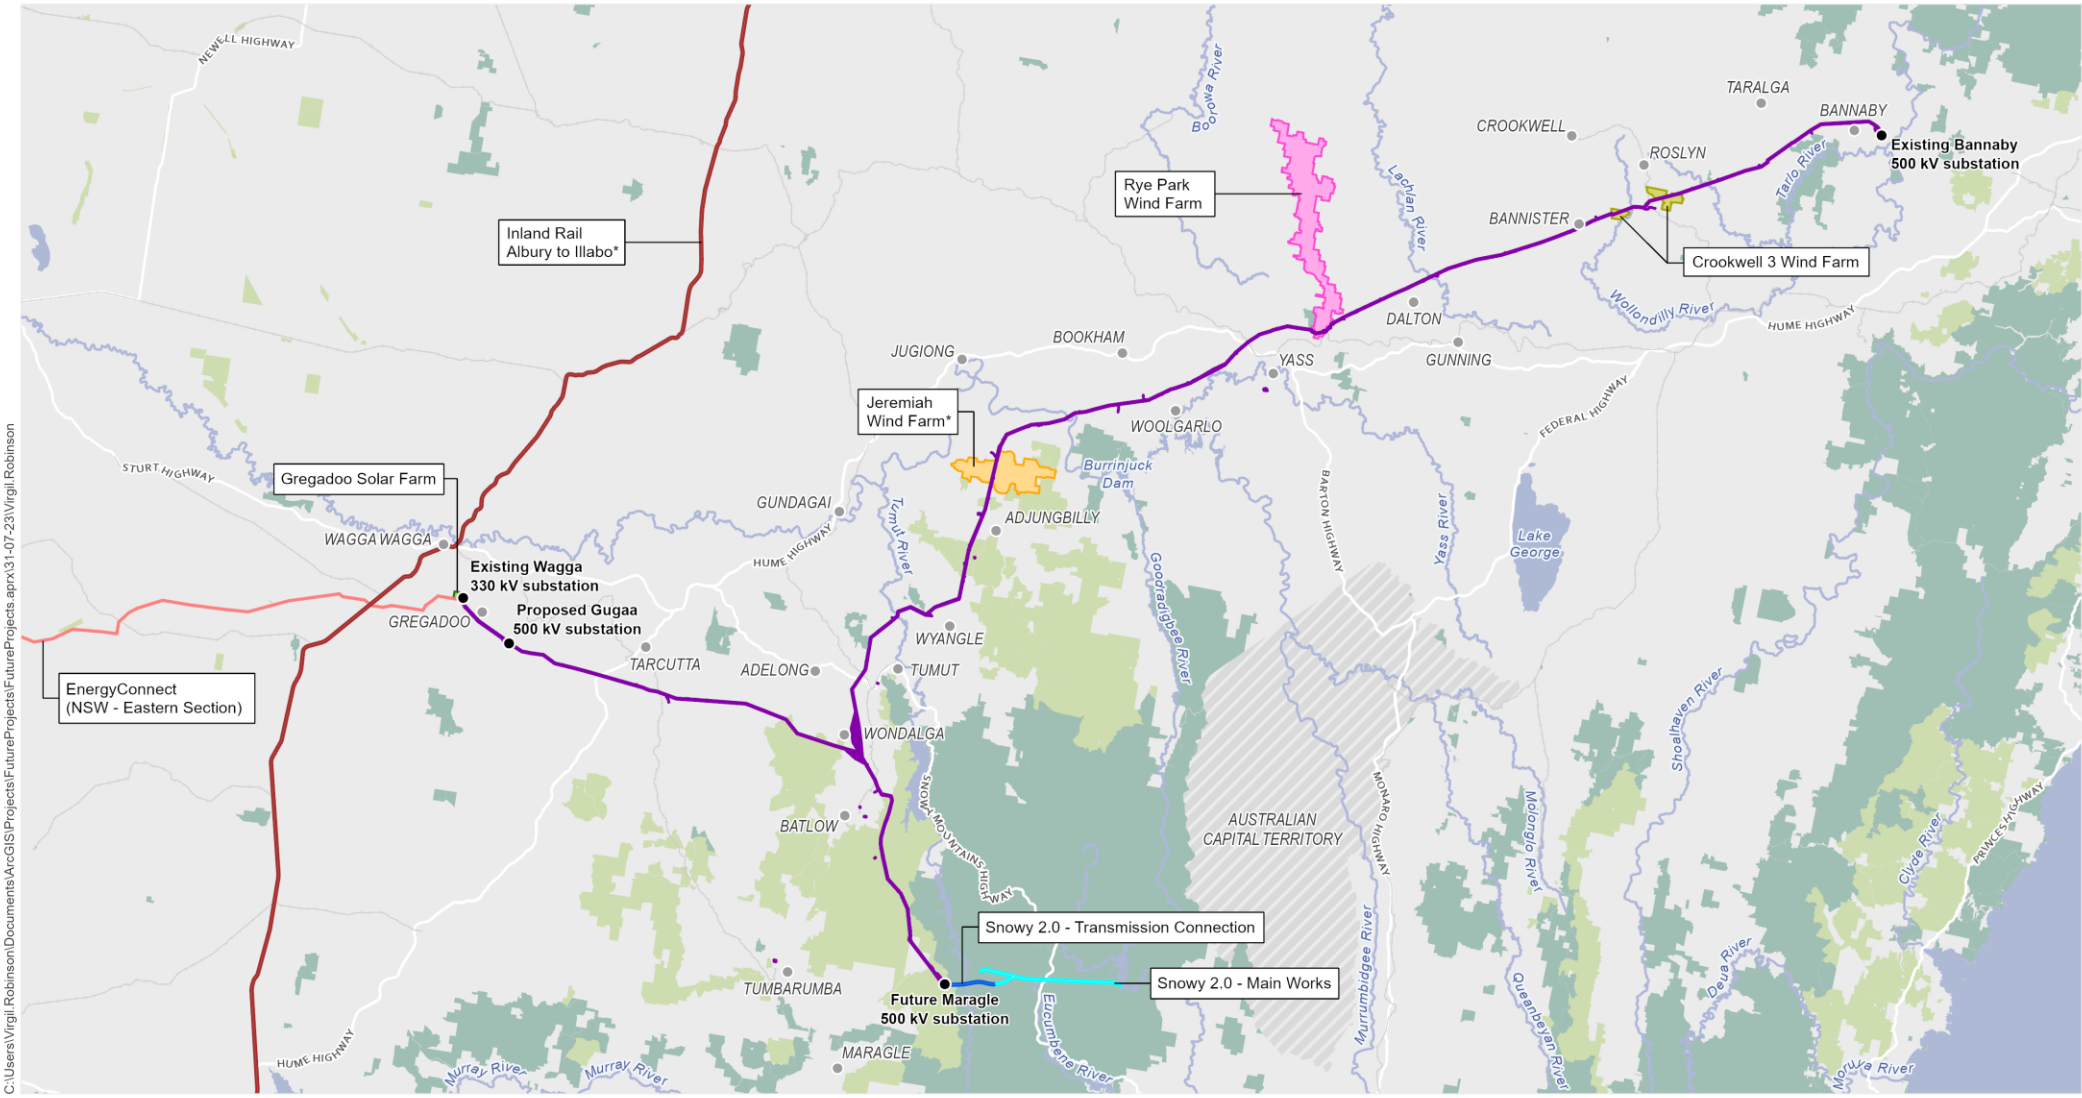 C:\Users\Virgil.Robinson\Documents\ArcGIS\Projects\FutureProjects\FutureProjects.aprx\31-07-23\Virgil.Robinson
NEWELL HIGHWAY
Boorowa River
TARALGA
BANNABY
CROOKWELL
Existing Bannaby
500 kV substation
ROSLYN
Tarlo River
Rye Park
Wind Farm
Lachlan River
BANNISTER
Inland Rail
Albury to Illabo*
Crookwell 3 Wind Farm
Wollondilly River
HUME HIGHWAY
DALTON
BOOKHAM
JUGIONG
YASS
GUNNING
FEDERAL HIGHWAY
Jeremiah
Wind Farm*
WOOLGARLO
Burrinjuck
Dam
STURT HIGHWAY
Gregadoo Solar Farm
BARTON HIGHWAY
Yass River
GUNDAGAI
Tumut River
ADJUNGBILLY
Lake
George
WAGGA WAGGA
HUME HIGHWAY
Goodradigbee River
Existing Wagga
330 kV substation
Proposed Gugaa
500 kV substation
GREGADOO
WYANGLE
TARCUTTA
ADELONG
TUMUT
EnergyConnect
(NSW - Eastern Section)
Shoalhaven River
WONDALGA
SNOWY MOUNTAINS HIGHWAY
MONARO HIGHWAY
Molonglo River
BATLOW
AUSTRALIAN
CAPITAL TERRITORY
Clyde River
PRINCES HIGHWAY
Snowy 2.0 - Transmission Connection
Murrumbidgee River
Deua River
TUMBARUMBA
Snowy 2.0 - Main Works
Future Maragle
500 kV substation
Queanbeyan River
Eucumbene River
HUME HIGHWAY
MARAGLE
Murray River
Murray River
Moruya River